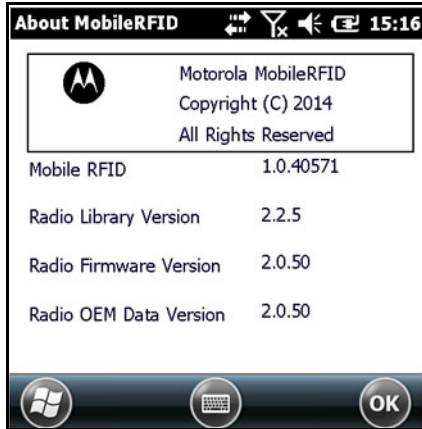 About MobileRFID 15:16
Motorola MobileRFID
Copyright (C) 2014
All Rights Reserved
Mobile RFID 1.0.40571
Radio Library Version 2.2.5
Radio Firmware Version 2.0.50
Radio OEM Data Version 2.0.50
OK